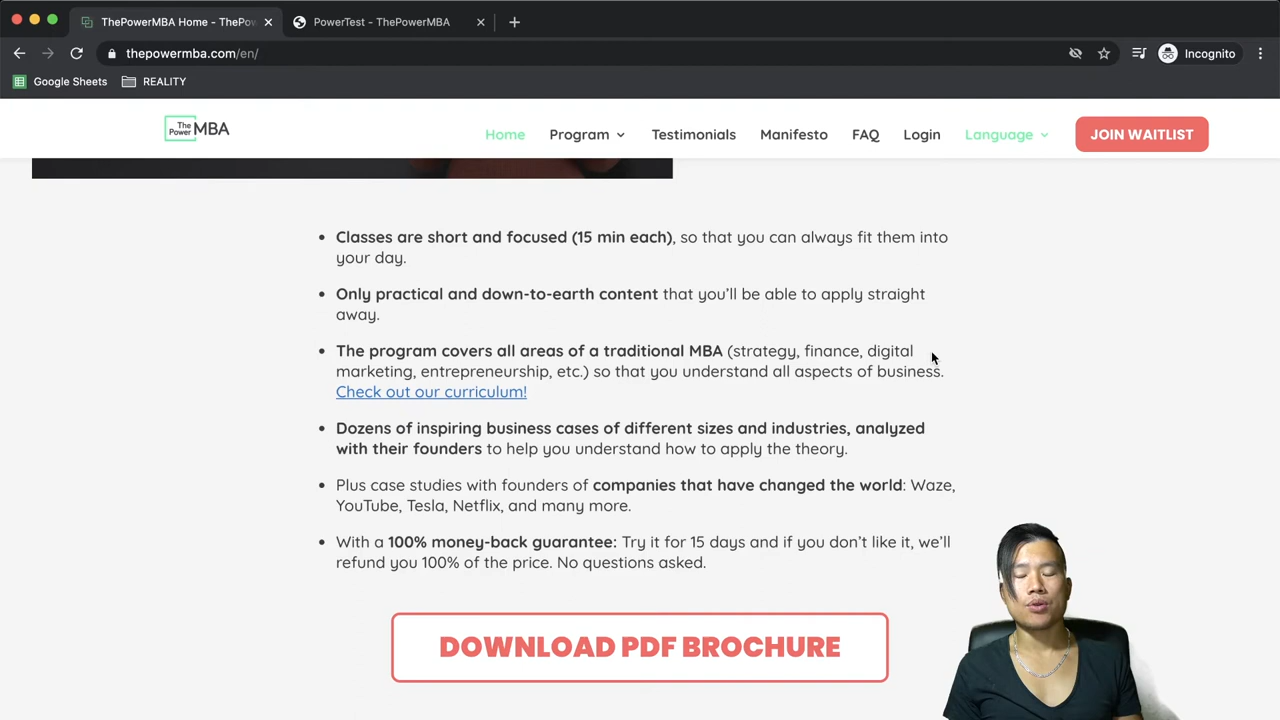 ThePowerMBA Home - ThePow
PowerTest - ThePowerMBA
thepowermba.com/en/
Incognito
Google Sheets
REALITY
The Power MBA
Home
Program
Testimonials
Manifesto
FAQ
Login
Language
JOIN WAITLIST
• Classes are short and focused (15 min each), so that you can always fit them into
your day.
• Only practical and down-to-earth content that you'll be able to apply straight
away.
• The program covers all areas of a traditional MBA (strategy, finance, digital
marketing, entrepreneurship, etc.) so that you understand all aspects of business.
Check out our curriculum!
• Dozens of inspiring business cases of different sizes and industries, analyzed
with their founders to help you understand how to apply the theory.
• Plus case studies with founders of companies that have changed the world: Waze,
YouTube, Tesla, Netflix, and many more.
• With a 100% money-back guarantee: Try it for 15 days and if you don't like it, we'll
refund you 100% of the price. No questions asked.
DOWNLOAD PDF BROCHURE